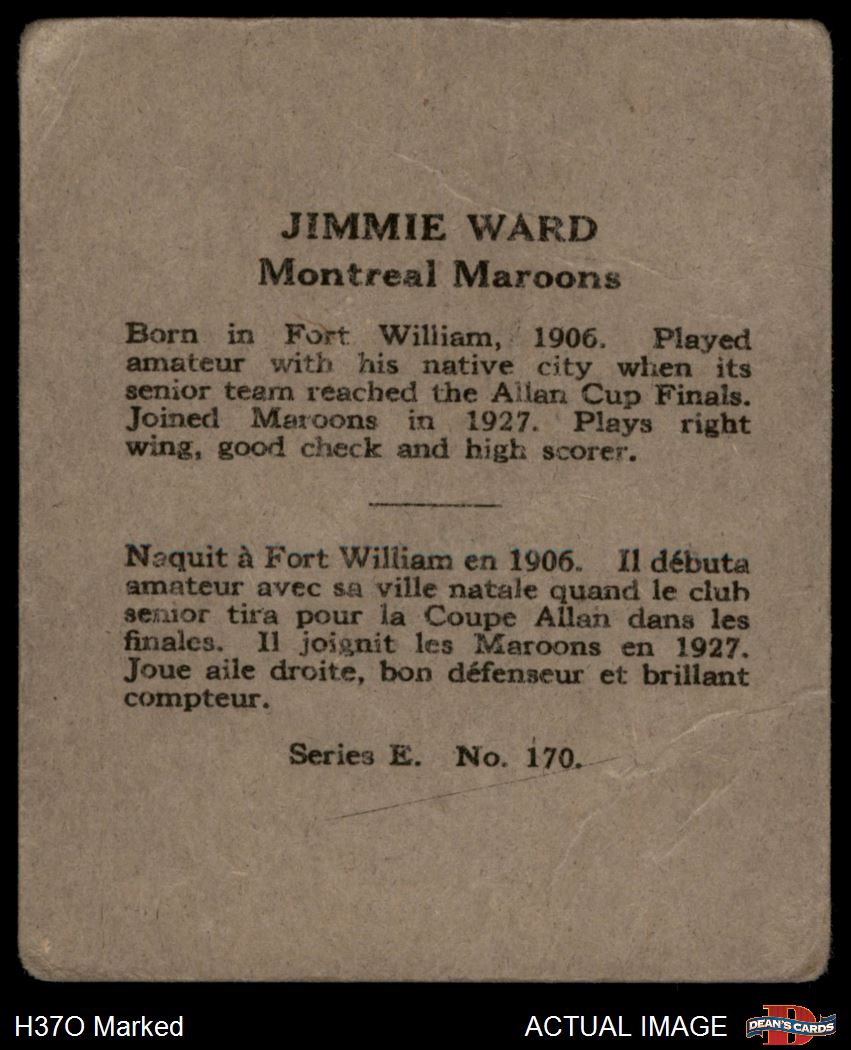 JIMMIE WARD
Montreal Maroons
Born in Fort William, 1906. Played
amateur with his native city when its
senior team reached the Allan Cup Finals.
Joined Maroons in 1927. Plays right
wing, good check and high scorer.
Naquit à Fort William en 1906. Il débuta
amateur avec sa ville natale quand le club
senior tira pour la Coupe Allan dans les
finales. Il joignit les Maroons en 1927.
Joue aile droite, bon défenseur et brillant
compteur.
Series E. No. 170.
H37O Marked
ACTUAL IMAGE
D
DEAN'S CARDS